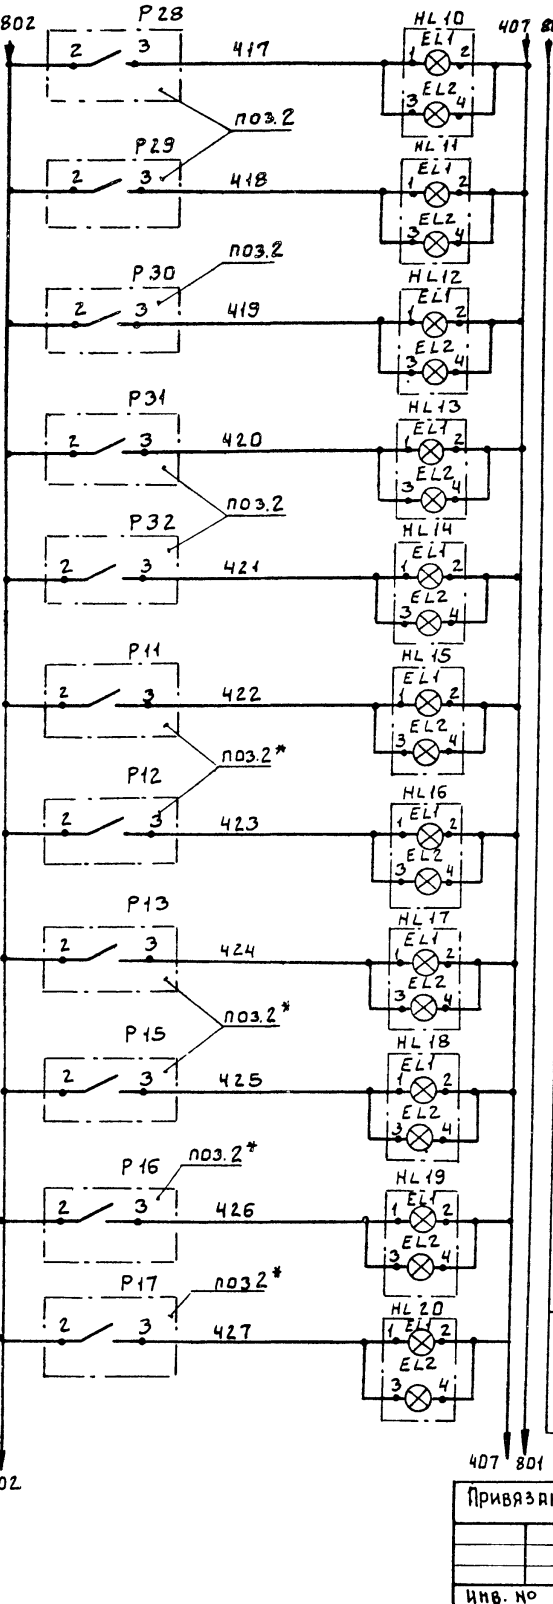 802 P28 HL10 407
2 3 417 1 EL1 2
EL2
3 4
поз.2
P29 HL11
2 3 418 1 EL1 2
EL2
3 4
поз.2
P30 HL12
2 3 419 1 EL1 2
EL2
3 4
P31 HL13
2 3 420 1 EL1 2
EL2
3 4
поз.2
P32 HL14
2 3 421 1 EL1 2
EL2
3 4
P11 HL15
2 3 422 1 EL1 2
EL2
3 4
поз.2*
P12 HL16
2 3 423 1 EL1 2
EL2
3 4
P13 HL17
2 3 424 1 EL1 2
EL2
3 4
поз.2*
P15 HL18
2 3 425 1 EL1 2
EL2
3 4
поз.2*
P16 HL19
2 3 426 1 EL1 2
EL2
3 4
поз.2*
P17 HL20
2 3 427 1 EL1 2
EL2
3 4
407 801
02
Привяза
Инв. №